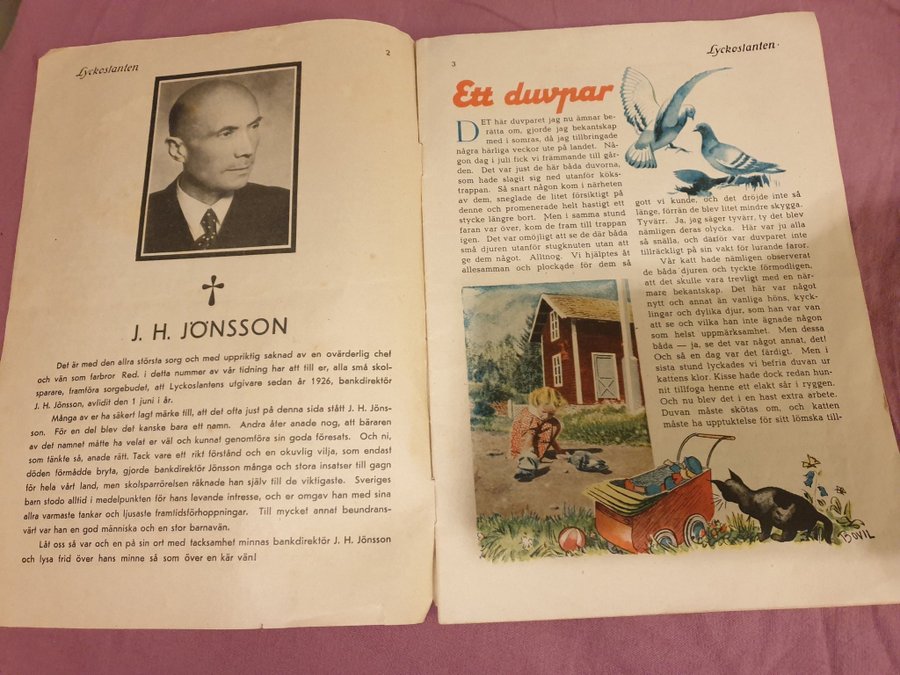 Lyckoslanten
2
J. H. JÖNSSON
Det är med den allra största sorg och med uppriktig saknad av en ovärderlig chef
och vän som farbror Red. i detta nummer av vår tidning har att till er, alla små skol-
sparare, framföra sorgebudet, att Lyckoslantens utgivare sedan år 1926, bankdirektör
J. H. Jönsson, avlidit den 1 juni i år.
Många av er ha säkert lagt märke till, att det ofta just på denna sida stått J. H. Jöns-
son. För en del blev det kanske bara ett namn. Andra åter anade nog, att bäraren
av det namnet måtte ha velat er väl och kunnat genomföra sin goda föresats. Och ni,
som tänkte så, anade rätt. Tack vare ett rikt förstånd och en okuvlig vilja, som endast
döden förmådde bryta, gjorde bankdirektör Jönsson många och stora insatser till gagn
för hela vårt land, men skolsparrörelsen räknade han själv till de viktigaste. Sveriges
barn stodo alltid i medelpunkten för hans levande intresse, och er omgav han med sina
allra varmaste tankar och ljusaste framtidsförhoppningar. Till mycket annat beundrans-
värt var han en god människa och en stor barnavän.
Låt oss så var och en på sin ort med tacksamhet minnas bankdirektör J. H. Jönsson
och lysa frid över hans minne så som över en kär vän!
3
Lyckoslanten
Ett duvpar
DET här duvparet jag nu ämnar be-
rätta om, gjorde jag bekantskap
med i somras, då jag tillbringade
några härliga veckor ute på landet. Nå-
gon dag i juli fick vi främmande till går-
den. Det var just de här båda duvorna,
som hade slagit sig ned utanför köks-
trappan. Så snart någon kom i närheten
av dem, sneglade de litet försiktigt på
denne och promenerade helt hastigt ett
stycke längre bort. Men i samma stund
faran var över, kom de fram till trappan
igen. Det var omöjligt att se de där båda
små djuren utanför stugknuten utan att
ge dem något. Alltnog. Vi hjälptes åt
allesamman och plockade för dem så
gott vi kunde, och det dröjde inte så
länge, förrän de blev litet mindre skygga.
Tyvärr. Ja, jag säger tyvärr, ty det blev
nämligen deras olycka. Här var ju alla
så snälla, och därför var duvparet inte
tillräckligt på sin vakt för lurande faror.
Vår katt hade nämligen observerat
de båda djuren och tyckte förmodligen,
att det skulle vara trevligt med en när-
mare bekantskap. Det här var något
nytt och annat än vanliga höns, kyck-
lingar och dylika djur, som han var van
att se och vilka han inte ägnade någon
som helst uppmärksamhet. Men dessa
båda — ja, se det var något annat, det!
Och så en dag var det färdigt. Men i
sista stund lyckades vi befria duvan ur
kattens klor. Kisse hade dock redan hun-
nit tillfoga henne ett elakt sår i ryggen.
Och nu blev det i en hast extra arbete.
Duvan måste skötas om, och katten
måste ha upptuktelse för sitt lömska till-
BOVIL